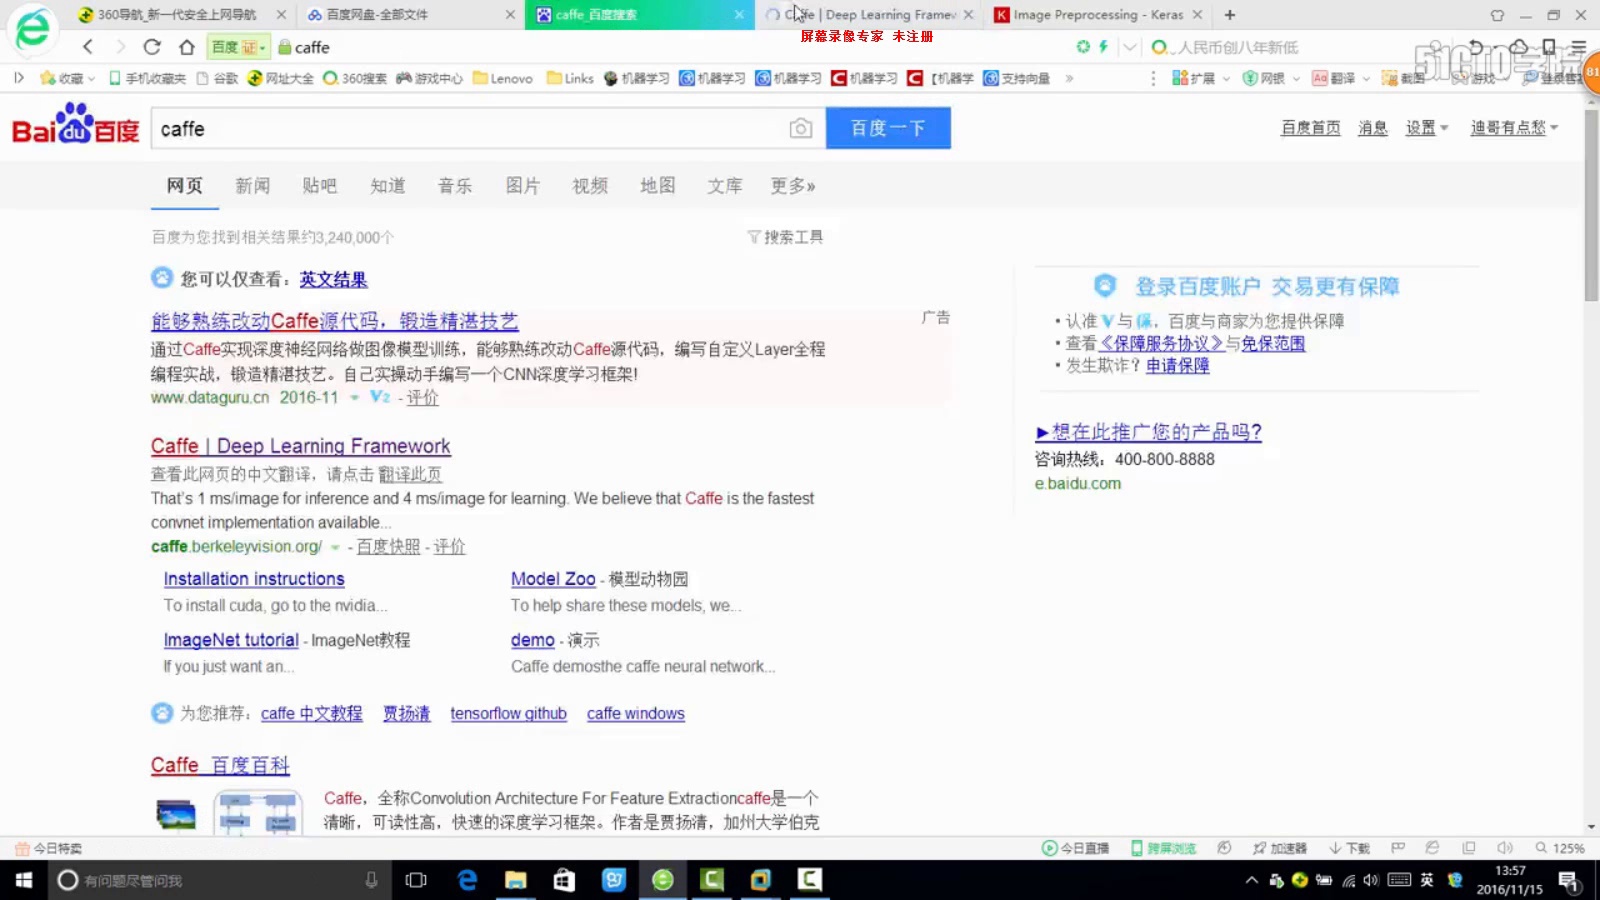 360导航_新一代安全上网导航
百度网盘-全部文件
caffe_百度搜索
Caffe | Deep Learning Framew
Image Preprocessing - Keras
屏幕录像专家 未注册
百度 证
caffe
人民币创八年新低
51CTO学院
收藏
手机收藏夹
谷歌
网址大全
360搜索
游戏中心
Lenovo
Links
机器学习
机器学习
机器学习
机器学习
【机器学
支持向量
»
扩展
网银
翻译
截图
游戏
登录管
81
Bai du 百度
caffe
百度一下
百度首页 消息 设置 迪哥有点愁
网页 新闻 贴吧 知道 音乐 图片 视频 地图 文库 更多»
百度为您找到相关结果约3,240,000个
搜索工具
您可以仅查看：英文结果
能够熟练改动Caffe源代码，锻造精湛技艺
广告
通过Caffe实现深度神经网络做图像模型训练，能够熟练改动Caffe源代码，编写自定义Layer全程
编程实战，锻造精湛技艺。自己实操动手编写一个CNN深度学习框架!
www.dataguru.cn 2016-11 V2 - 评价
Caffe | Deep Learning Framework
查看此网页的中文翻译，请点击 翻译此页
That's 1 ms/image for inference and 4 ms/image for learning. We believe that Caffe is the fastest
convnet implementation available...
caffe.berkeleyvision.org/ - 百度快照 - 评价
Installation instructions
To install cuda, go to the nvidia...
Model Zoo - 模型动物园
To help share these models, we...
ImageNet tutorial - ImageNet教程
If you just want an...
demo - 演示
Caffe demosthe caffe neural network...
为您推荐： caffe 中文教程 贾扬清 tensorflow github caffe windows
Caffe_百度百科
Caffe，全称Convolution Architecture For Feature Extractioncaffe是一个
清晰，可读性高，快速的深度学习框架。作者是贾扬清，加州大学伯克
登录百度账户 交易更有保障
• 认准V与保，百度与商家为您提供保障
• 查看《保障服务协议》与免保范围
• 发生欺诈？申请保障
▶想在此推广您的产品吗?
咨询热线：400-800-8888
e.baidu.com
今日特卖
今日直播
跨屏浏览
加速器
下载
125%
有问题尽管问我
英
13:57
2016/11/15
1